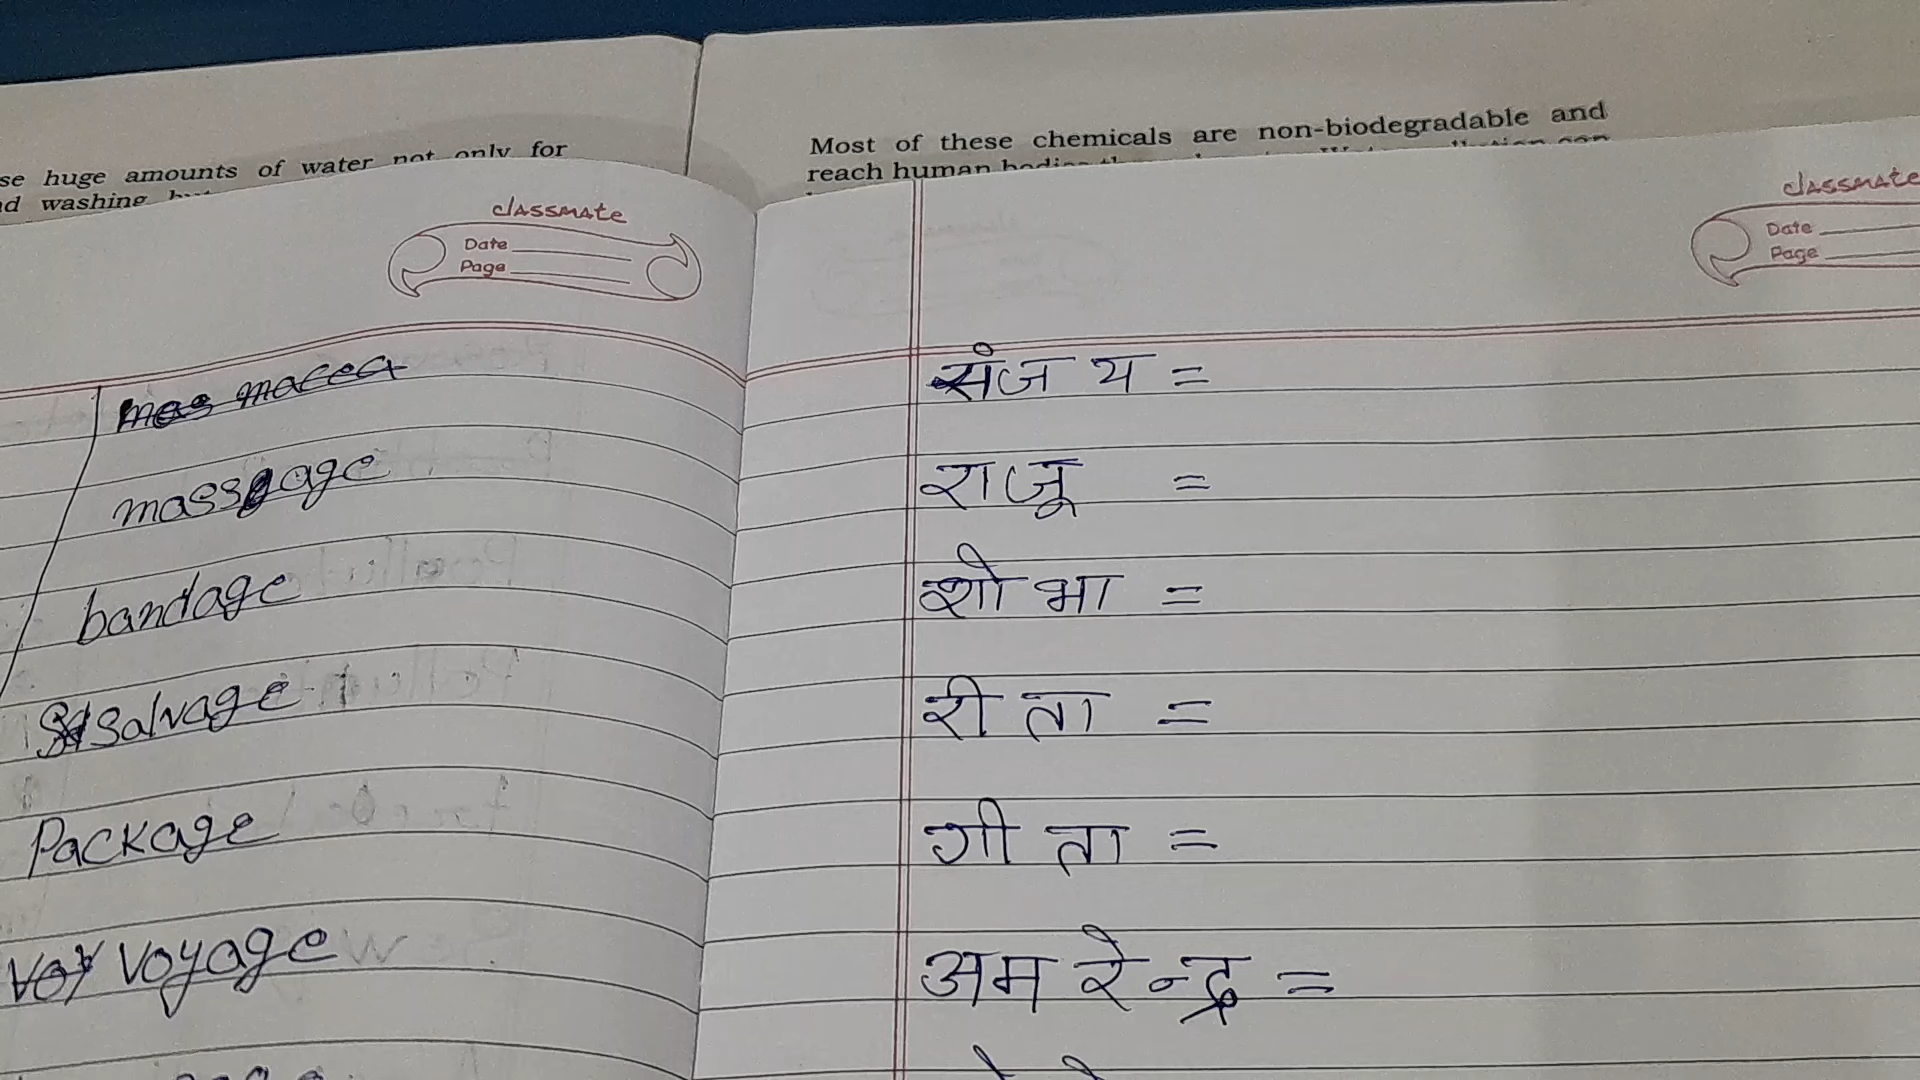 se huge amounts of water not only for
washing
Most of these chemicals are non-biodegradable and
reach human
classmate
Date
Page
massage
bandage
salvage
Package
voyage
classmate
Date
Page
संजय =
राजू =
शोभा =
रीता =
गीता =
अमरेन्द्र =